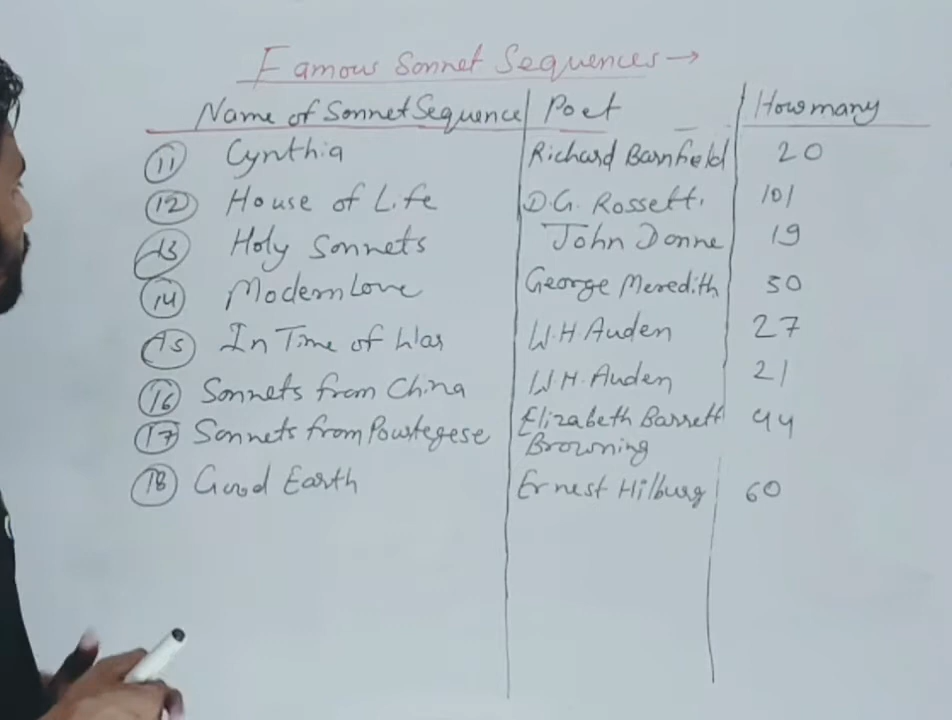 Famous Sonnet Sequences →
Name of Sonnet Sequence Poet How many
11 Cynthia Richard Barnfield 20
12 House of Life D.G. Rossetti 101
13 Holy Sonnets John Donne 19
14 Modern Love George Meredith 50
15 In Time of War W.H Auden 27
16 Sonnets from China W.H. Auden 21
17 Sonnets from Poustegese Elizabeth Barrett 44
Browning
18 Good Earth Ernest Hilburg 60